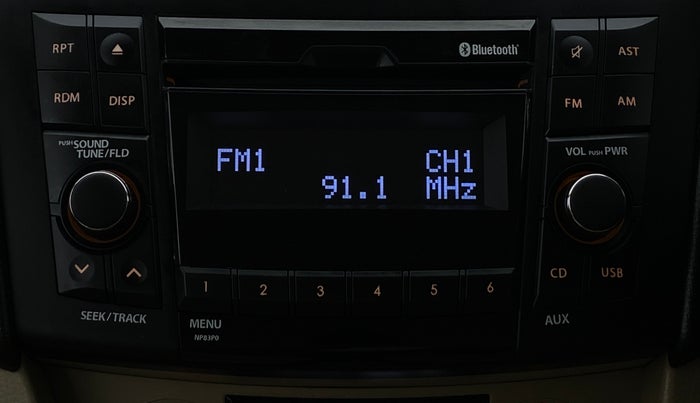 RPT
Bluetooth
AST
RDM
DISP
FM
AM
PUSH SOUND
TUNE/FLD
VOL PUSH PWR
FM1
CH1
91.1
MHz
CD
USB
1
2
3
4
5
6
SEEK/TRACK
MENU
AUX
NP83P0